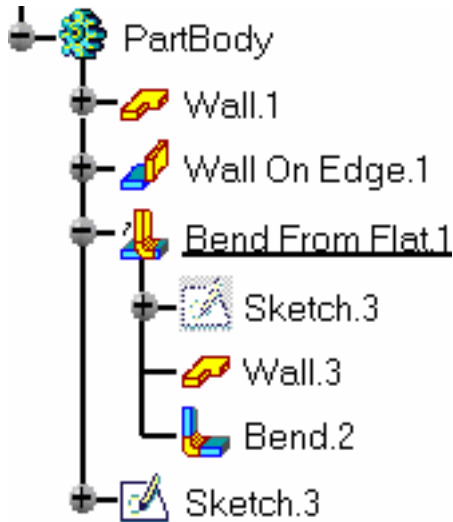 PartBody
Wall.1
Wall On Edge.1
Bend From Flat.1
Sketch.3
Wall.3
Bend.2
Sketch.3